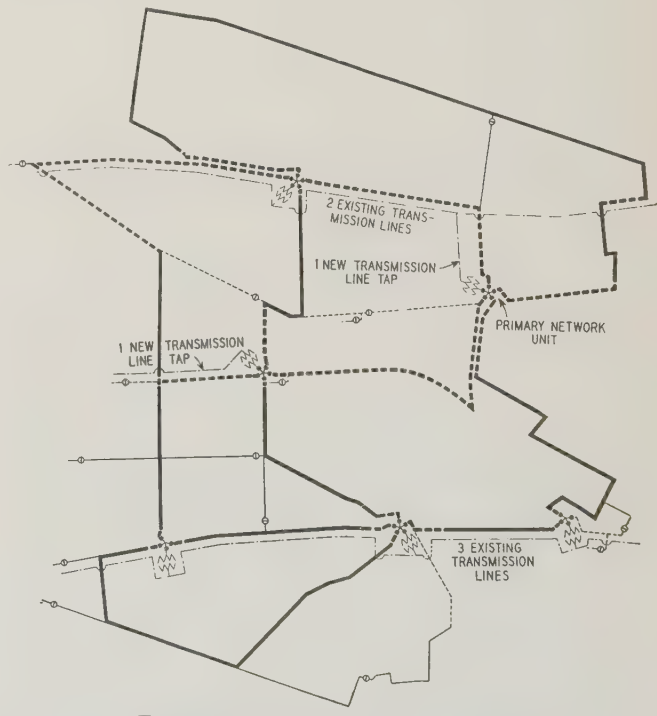 2 EXISTING TRANS-
MISSION LINES
1 NEW TRANSMISSION
LINE TAP
PRIMARY NETWORK
UNIT
1 NEW TRANSMISSION
LINE TAP
3 EXISTING
TRANSMISSION
LINES